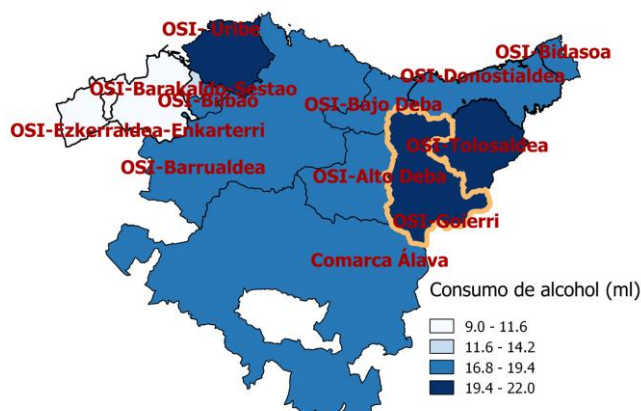 OSI- Uribe
OSI-Bidasoa
OSI-Donostialdea
OSI-Barakaldo-Sestao
OSI-Bilbao
OSI-Bajo Deba
OSI-Ezkerraldea-Enkarterri
OSI-Tolosaldea
OSI-Barrualdea
OSI-Alto Deba
OSI-Goierri
Comarca Álava
Consumo de alcohol (ml)
9.0 - 11.6
11.6 - 14.2
16.8 - 19.4
19.4 - 22.0